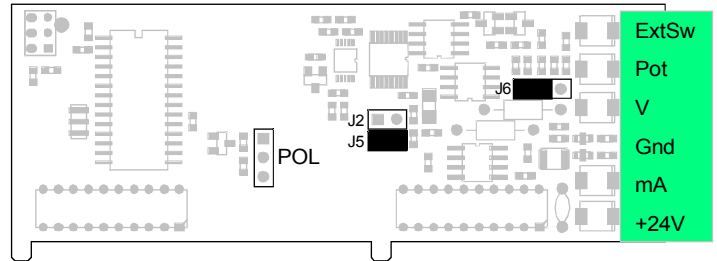 ExtSw
Pot
J6
V
J2
J5
Gnd
POL
mA
+24V